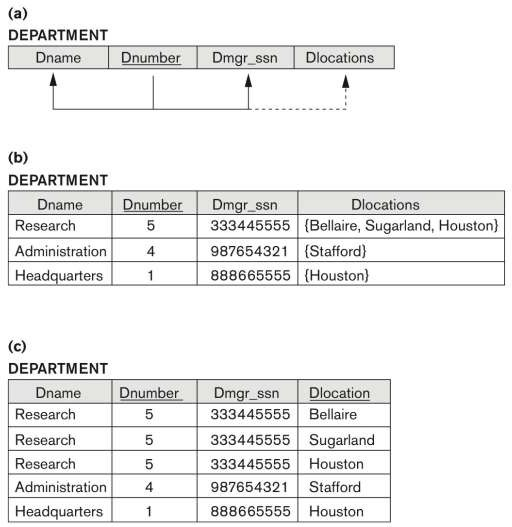 (a)
DEPARTMENT
Dname Dnumber Dmgr_ssn Dlocations
(b)
DEPARTMENT
Dname Dnumber Dmgr_ssn Dlocations
Research 5 333445555 {Bellaire, Sugarland, Houston}
Administration 4 987654321 {Stafford}
Headquarters 1 888665555 {Houston}
(c)
DEPARTMENT
Dname Dnumber Dmgr_ssn Dlocation
Research 5 333445555 Bellaire
Research 5 333445555 Sugarland
Research 5 333445555 Houston
Administration 4 987654321 Stafford
Headquarters 1 888665555 Houston